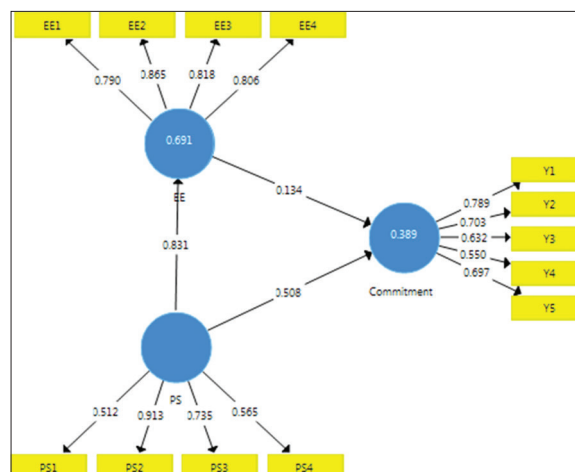 EE1 EE2 EE3 EE4
0.790 0.865 0.818 0.806
0.691
EE
0.134
0.831
0.508
0.389
Commitment
0.789
0.703
0.632
0.550
0.697
Y1
Y2
Y3
Y4
Y5
PS
0.512 0.913 0.735 0.565
PS1 PS2 PS3 PS4